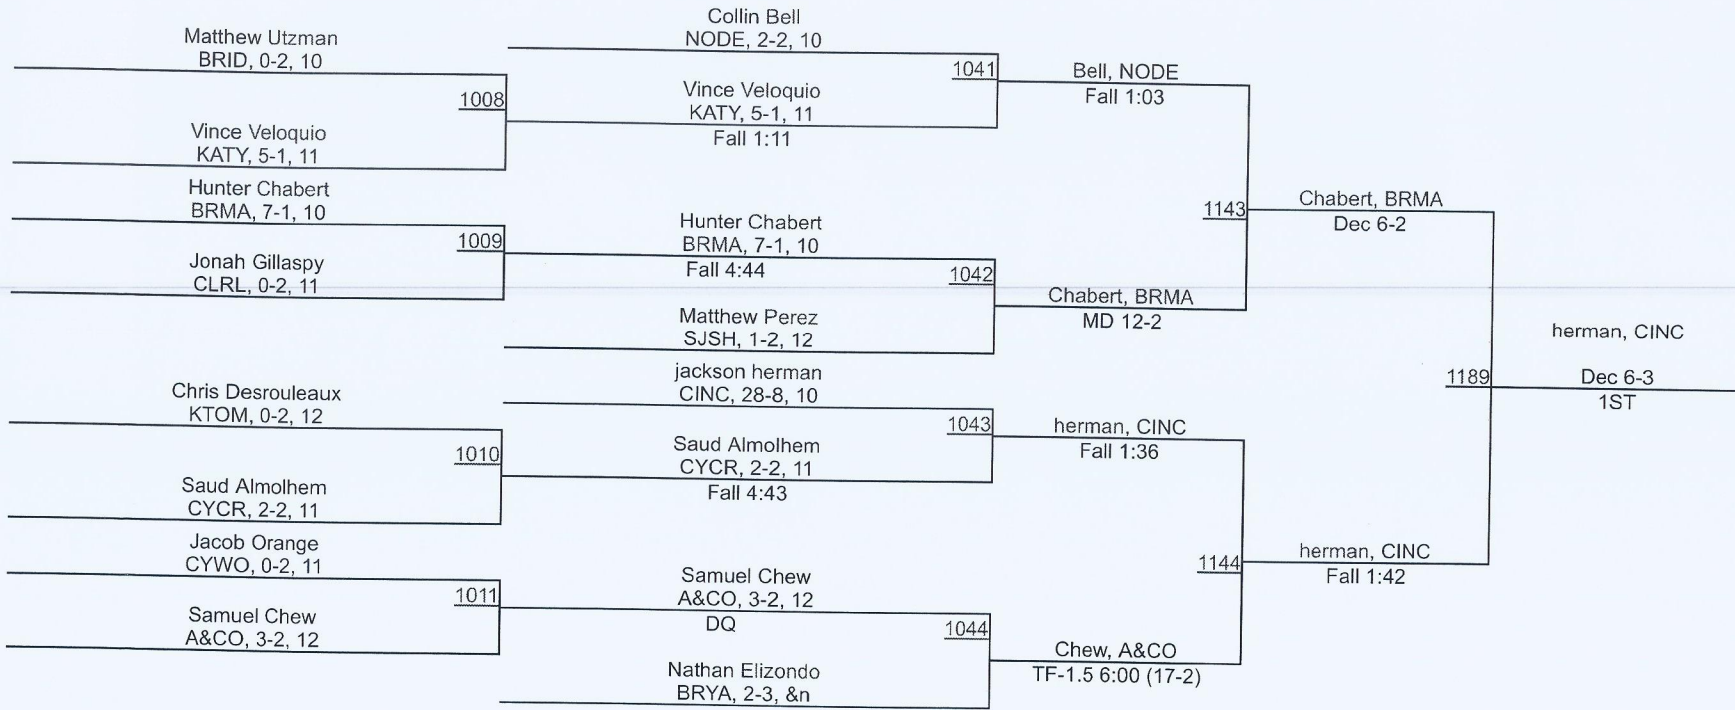 Matthew Utzman
BRID, 0-2, 10
1008
Vince Veloquio
KATY, 5-1, 11
Hunter Chabert
BRMA, 7-1, 10
1009
Jonah Gillaspy
CLRL, 0-2, 11
Chris Desrouleaux
KTOM, 0-2, 12
1010
Saud Almolhem
CYCR, 2-2, 11
Jacob Orange
CYWO, 0-2, 11
1011
Samuel Chew
A&CO, 3-2, 12
Collin Bell
NODE, 2-2, 10
1041
Vince Veloquio
KATY, 5-1, 11
Fall 1:11
Hunter Chabert
BRMA, 7-1, 10
Fall 4:44
1042
Matthew Perez
SJSH, 1-2, 12
jackson herman
CINC, 28-8, 10
1043
Saud Almolhem
CYCR, 2-2, 11
Fall 4:43
Samuel Chew
A&CO, 3-2, 12
DQ
1044
Nathan Elizondo
BRYA, 2-3, &n
Bell, NODE
Fall 1:03
1143
Chabert, BRMA
MD 12-2
herman, CINC
Fall 1:36
1144
Chew, A&CO
TF-1.5 6:00 (17-2)
Chabert, BRMA
Dec 6-2
1189
herman, CINC
Fall 1:42
herman, CINC
Dec 6-3
1ST